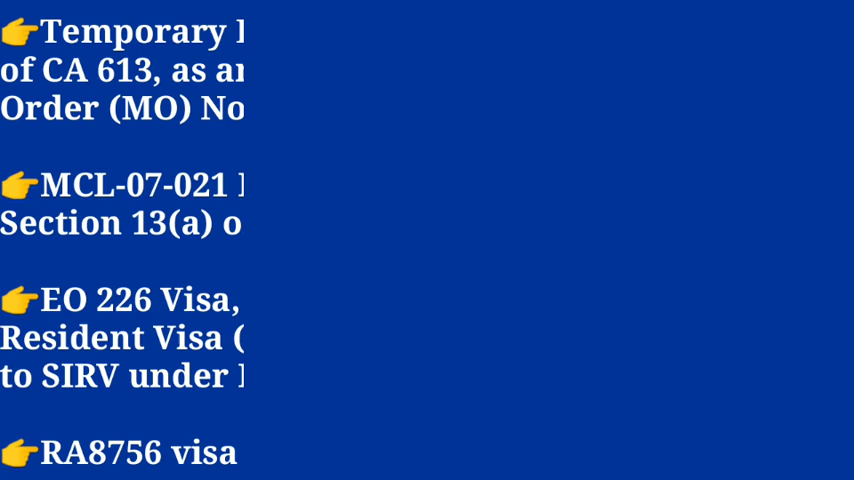 👉Temporary
of CA 613, as
Order (MO) No
👉MCL-07-021
Section 13(a) o
👉EO 226 Visa,
Resident Visa (
to SIRV under
👉RA8756 visa